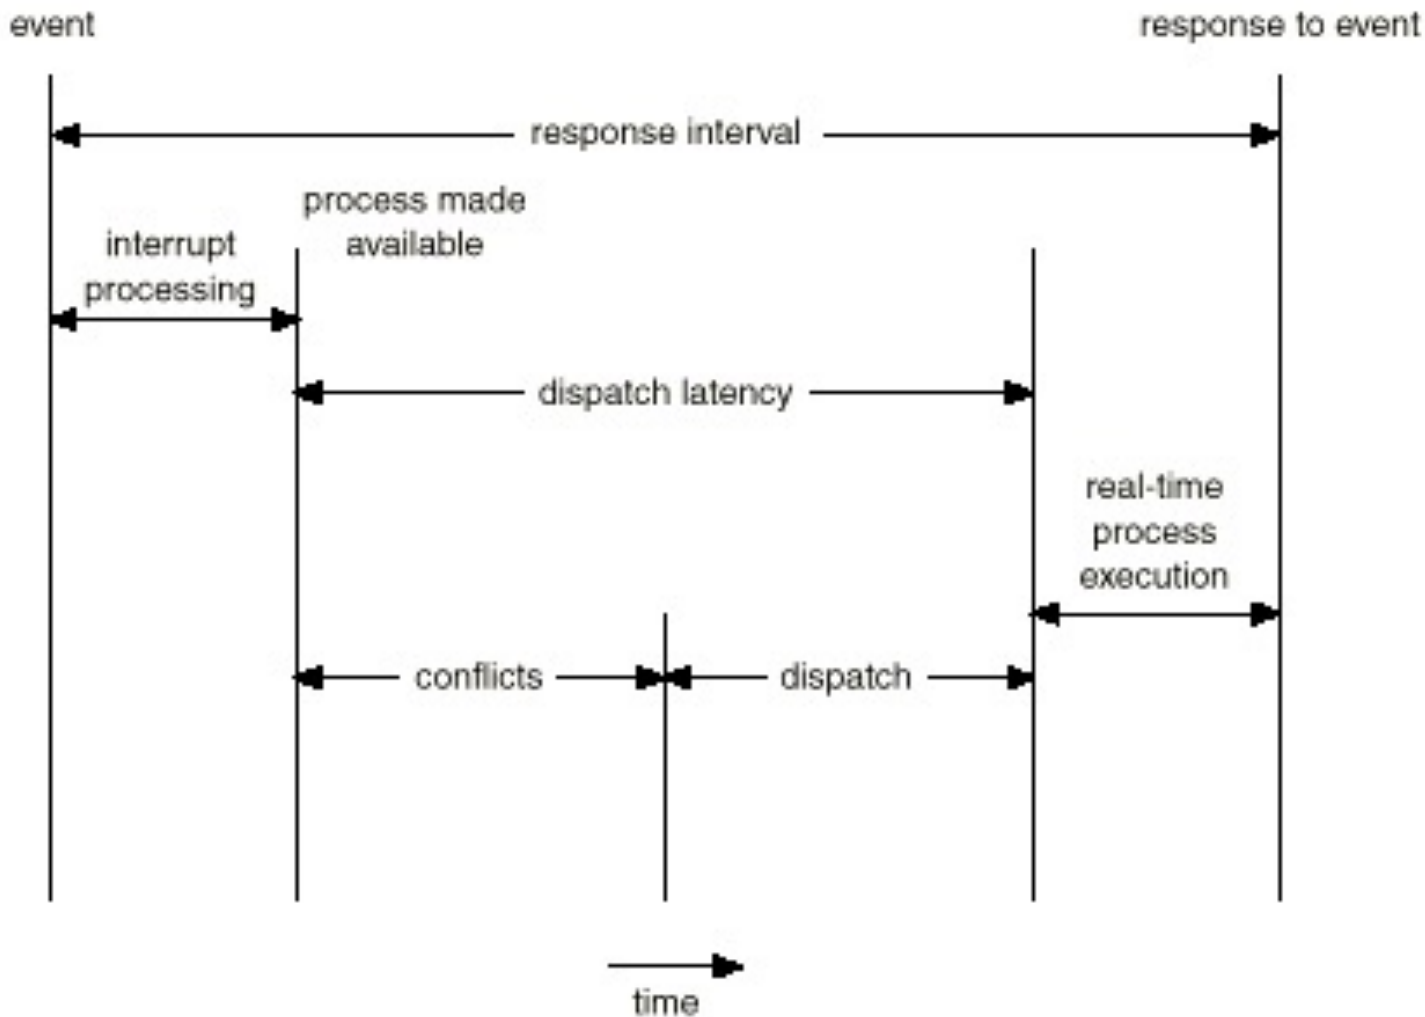 event
response to event
response interval
process made
available
interrupt
processing
dispatch latency
real-time
process
execution
conflicts
dispatch
time